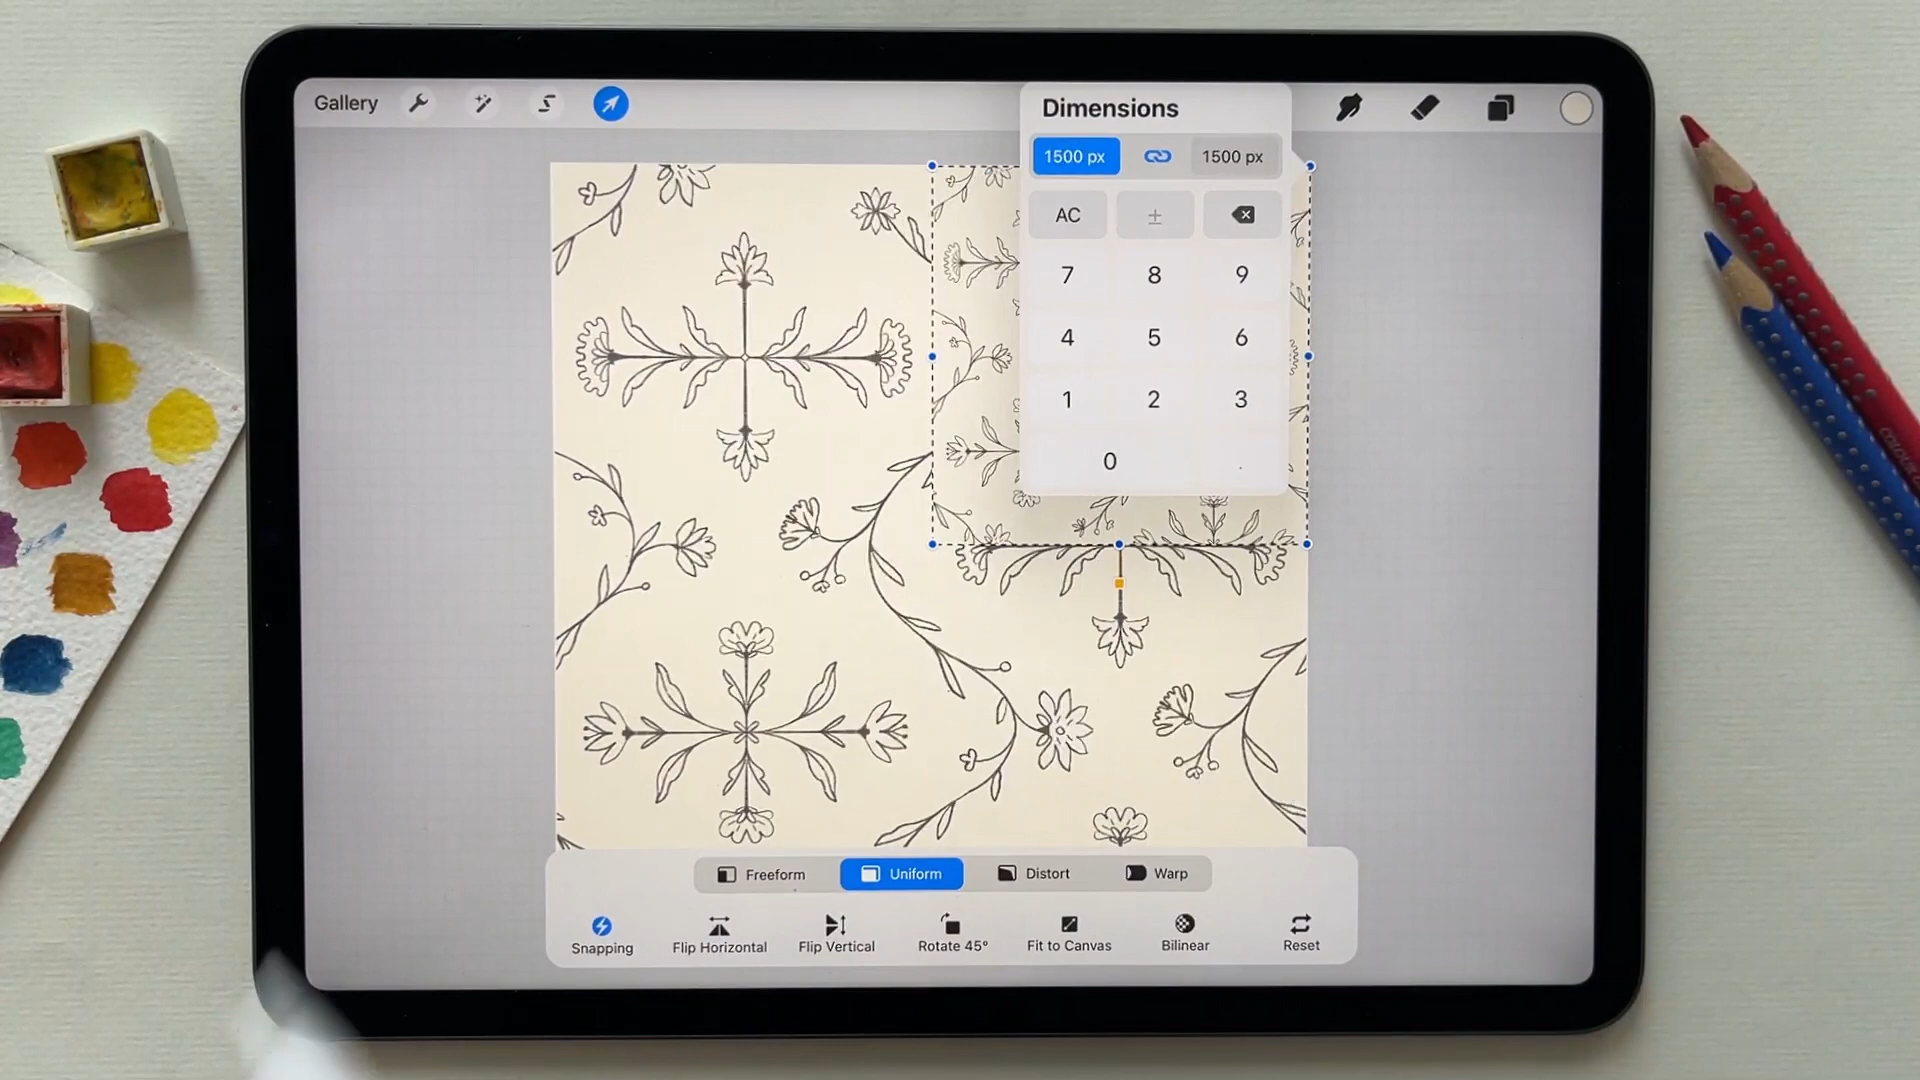 Gallery
Dimensions
1500 px 1500 px
AC ±
7 8 9
4 5 6
1 2 3
0 .
Freeform Uniform Distort Warp
Snapping Flip Horizontal Flip Vertical Rotate 45° Fit to Canvas Bilinear Reset